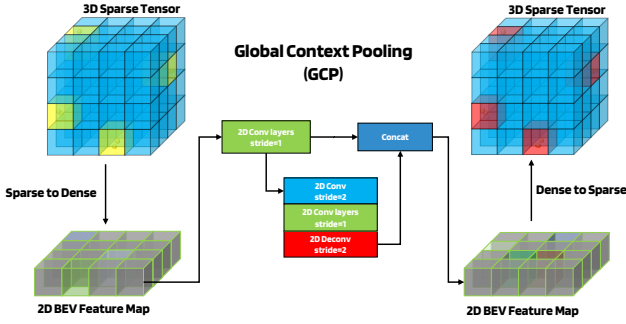 3D Sparse Tensor
3D Sparse Tensor
Global Context Pooling
(GCP)
2D Conv layers
stride=1
Concat
Sparse to Dense
2D Conv
stride=2
2D Conv layers
stride=1
2D Deconv
stride=2
Dense to Sparse
2D BEV Feature Map
2D BEV Feature Map